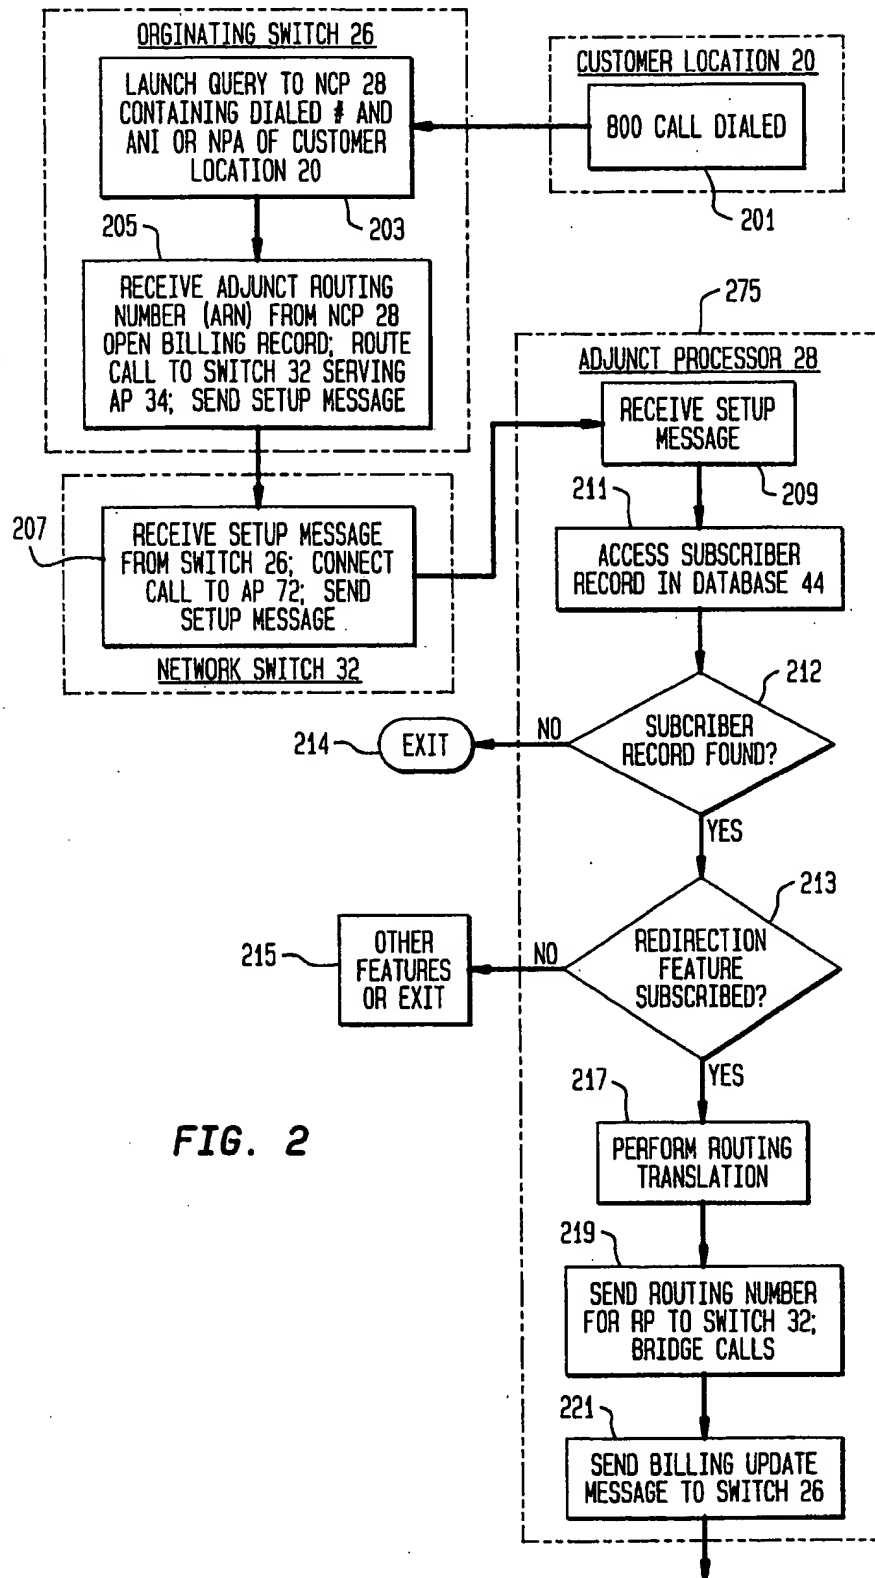 ORGINATING SWITCH 26
LAUNCH QUERY TO NCP 28
CONTAINING DIALED # AND
ANI OR NPA OF CUSTOMER
LOCATION 20
203
CUSTOMER LOCATION 20
800 CALL DIALED
201
205
RECEIVE ADJUNCT ROUTING
NUMBER (ARN) FROM NCP 28
OPEN BILLING RECORD; ROUTE
CALL TO SWITCH 32 SERVING
AP 34; SEND SETUP MESSAGE
207
RECEIVE SETUP MESSAGE
FROM SWITCH 26; CONNECT
CALL TO AP 72; SEND
SETUP MESSAGE
NETWORK SWITCH 32
275
ADJUNCT PROCESSOR 28
RECEIVE SETUP
MESSAGE
209
211
ACCESS SUBSCRIBER
RECORD IN DATABASE 44
212
SUBCRIBER
RECORD FOUND?
NO
214
EXIT
YES
213
REDIRECTION
FEATURE
SUBSCRIBED?
NO
215
OTHER
FEATURES
OR EXIT
YES
217
PERFORM ROUTING
TRANSLATION
219
SEND ROUTING NUMBER
FOR RP TO SWITCH 32;
BRIDGE CALLS
221
SEND BILLING UPDATE
MESSAGE TO SWITCH 26
FIG. 2